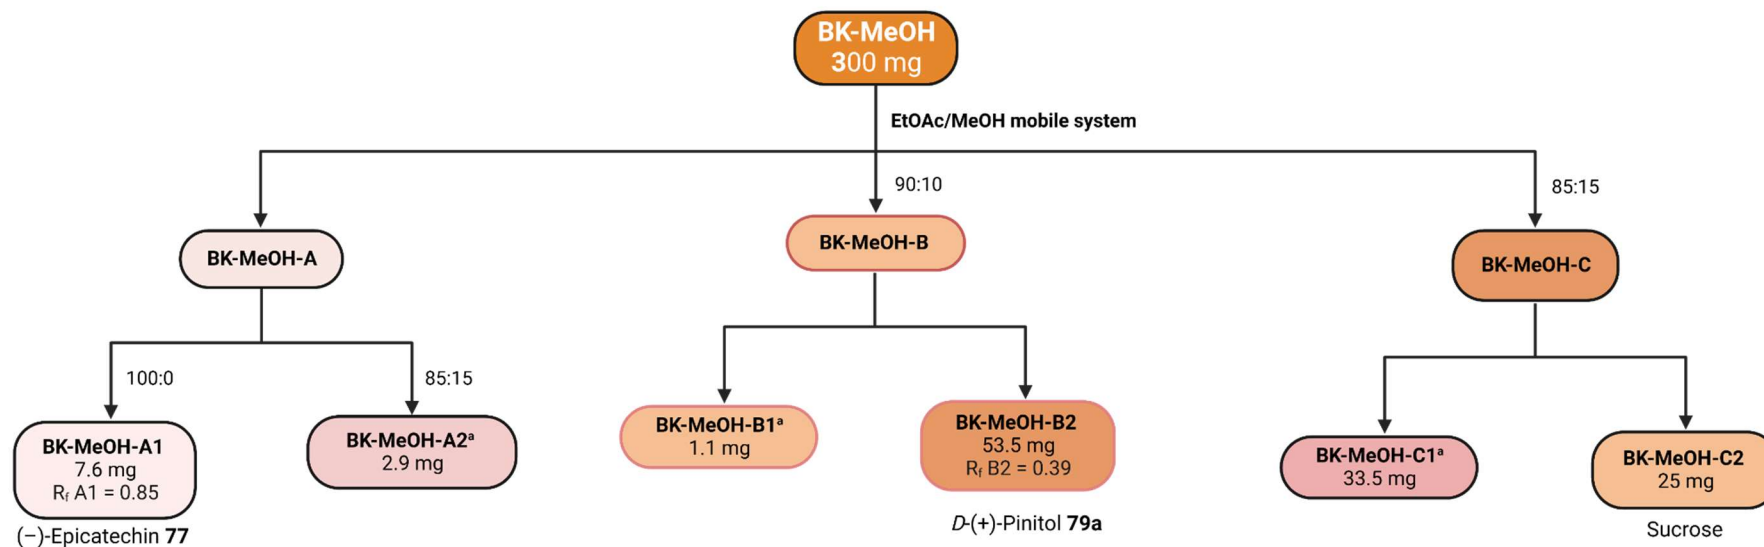 BK-MeOH
300 mg
EtOAc/MeOH mobile system
90:10
85:15
BK-MeOH-A
BK-MeOH-B
BK-MeOH-C
100:0
85:15
BK-MeOH-A1
7.6 mg
Rf A1 = 0.85
(−)-Epicatechin 77
BK-MeOH-A2ᵃ
2.9 mg
BK-MeOH-B1ᵃ
1.1 mg
BK-MeOH-B2
53.5 mg
Rf B2 = 0.39
D-(+)-Pinitol 79a
BK-MeOH-C1ᵃ
33.5 mg
BK-MeOH-C2
25 mg
Sucrose